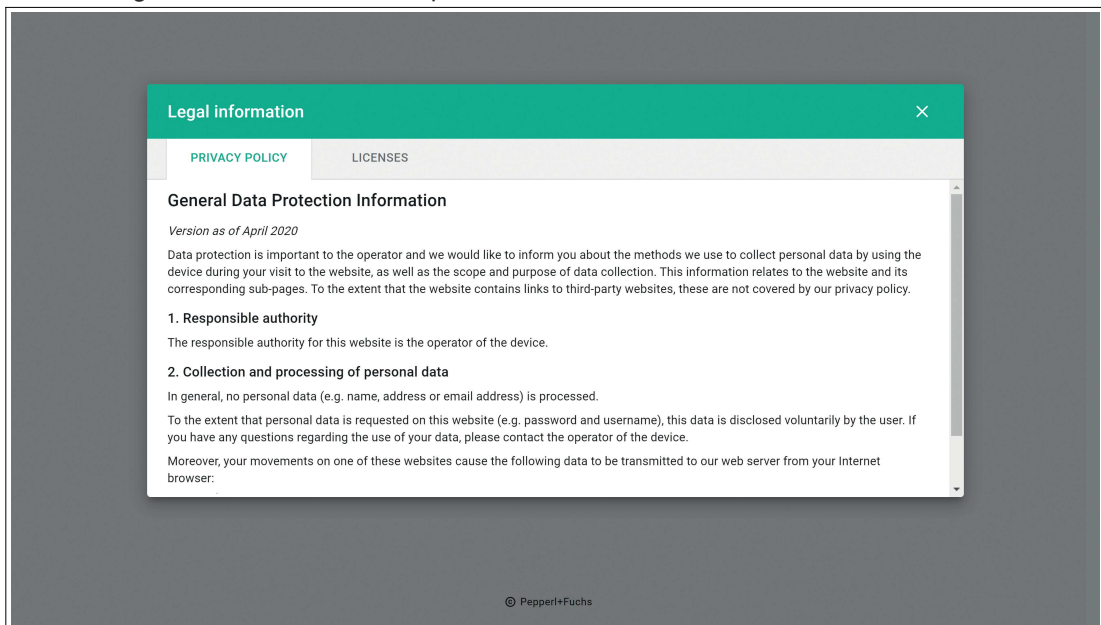 Legal information
PRIVACY POLICY LICENSES
General Data Protection Information
Version as of April 2020
Data protection is important to the operator and we would like to inform you about the methods we use to collect personal data by using the
device during your visit to the website, as well as the scope and purpose of data collection. This information relates to the website and its
corresponding sub-pages. To the extent that the website contains links to third-party websites, these are not covered by our privacy policy.
1. Responsible authority
The responsible authority for this website is the operator of the device.
2. Collection and processing of personal data
In general, no personal data (e.g. name, address or email address) is processed.
To the extent that personal data is requested on this website (e.g. password and username), this data is disclosed voluntarily by the user. If
you have any questions regarding the use of your data, please contact the operator of the device.
Moreover, your movements on one of these websites cause the following data to be transmitted to our web server from your Internet
browser:
© Pepperl+Fuchs